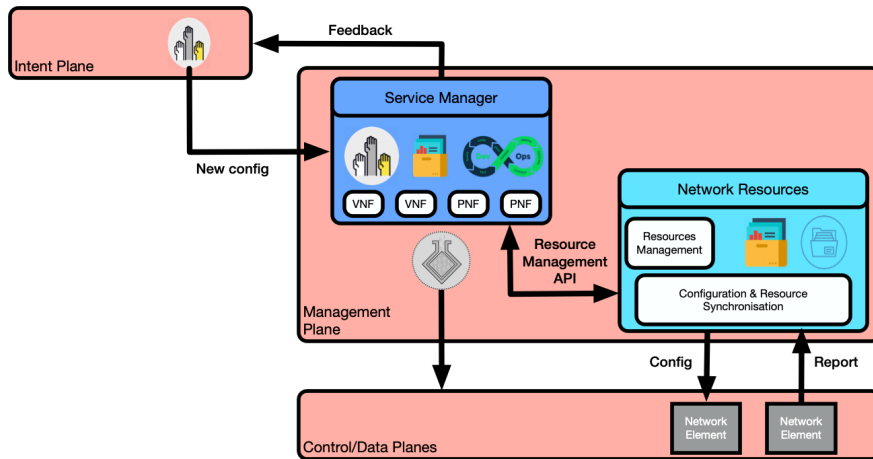 Feedback
Intent Plane
New config
Service Manager
Dev
Ops
VNF
VNF
PNF
PNF
Resource
Management
API
Network Resources
Resources
Management
Configuration & Resource
Synchronisation
Management
Plane
Config
Report
Network
Element
Network
Element
Control/Data Planes